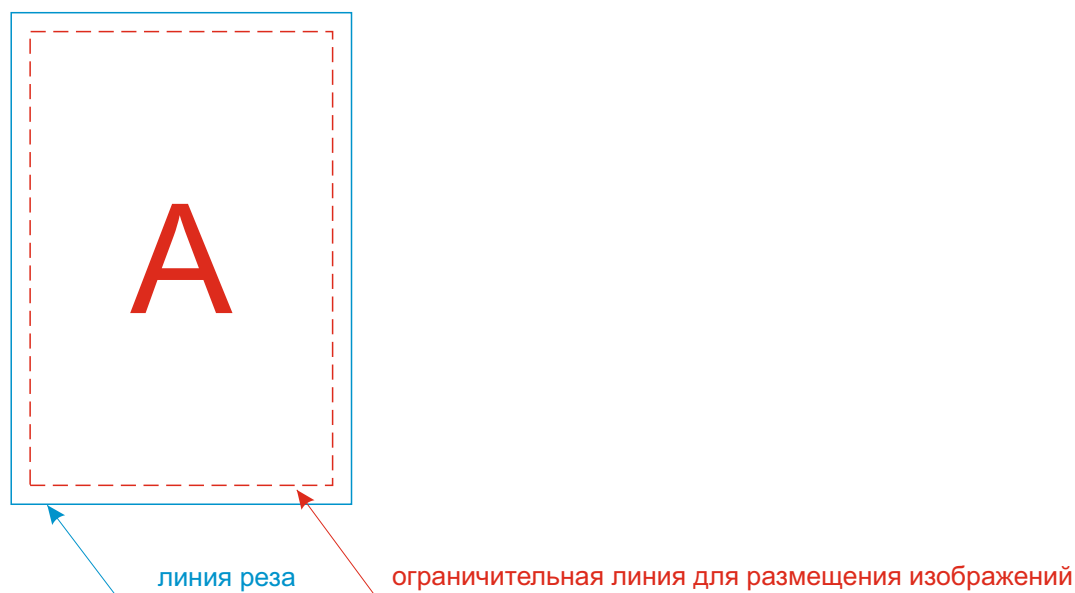 А
линия реза
ограничительная линия для размещения изображений